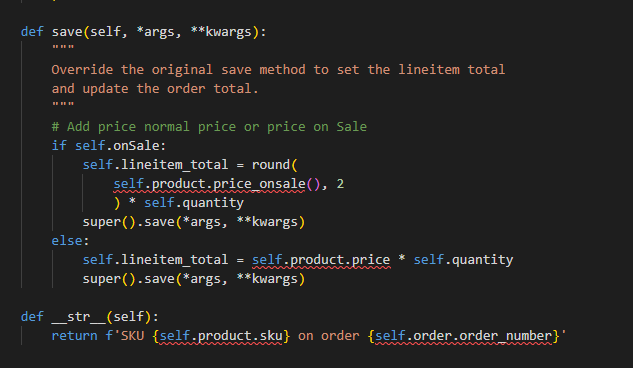 def save(self, *args, **kwargs):
"""
Override the original save method to set the lineitem total
and update the order total.
"""
# Add price normal price or price on Sale
if self.onSale:
self.lineitem_total = round(
self.product.price_onsale(), 2
) * self.quantity
super().save(*args, **kwargs)
else:
self.lineitem_total = self.product.price * self.quantity
super().save(*args, **kwargs)
def __str__(self):
return f'SKU {self.product.sku} on order {self.order.order_number}'